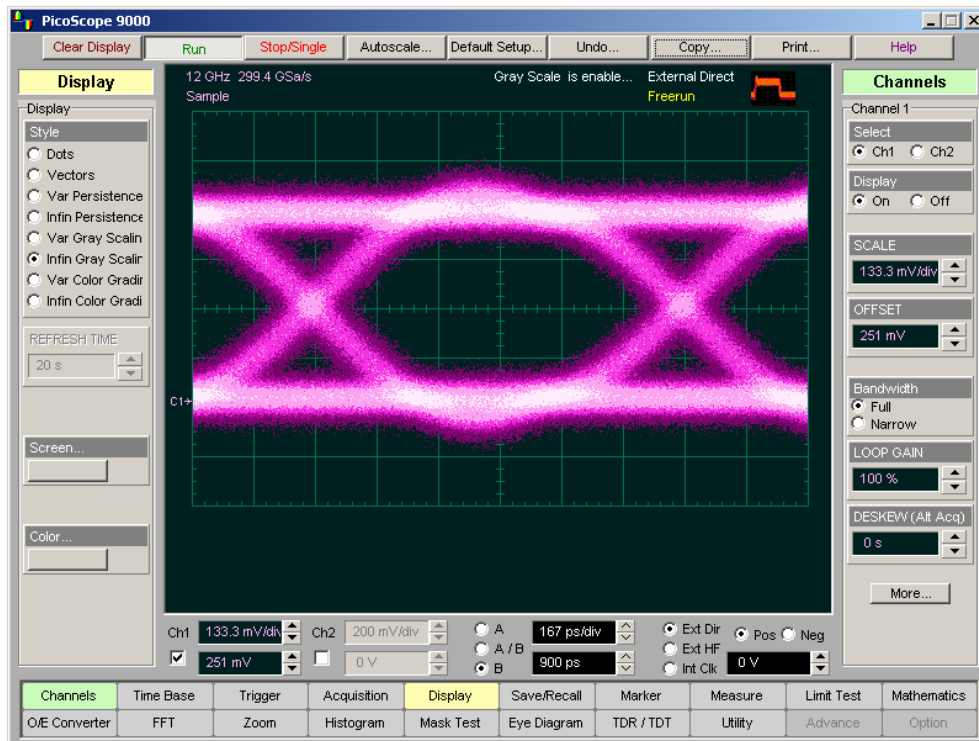 PicoScope 9000
Clear Display Run Stop/Single Autoscale... Default Setup... Undo... Copy... Print... Help
Display
Display
Style
Dots
Vectors
Var Persistence
Infin Persistence
Var Gray Scalin
Infin Gray Scalir
Var Color Gradir
Infin Color Gradi
REFRESH TIME
20 s
Screen...
Color...
12 GHz 299.4 GSa/s Gray Scale is enable... External Direct
Sample Freerun
C1
Channels
Channel 1
Select
Ch1 Ch2
Display
On Off
SCALE
133.3 mV/div
OFFSET
251 mV
Bandwidth
Full
Narrow
LOOP GAIN
100 %
DESKEW (Alt Acq)
0 s
More...
Ch1 133.3 mV/div Ch2 200 mV/div A 167 ps/div Ext Dir Pos Neg
A / B Ext HF
251 mV 0 V B 900 ps Int Clk 0 V
Channels Time Base Trigger Acquisition Display Save/Recall Marker Measure Limit Test Mathematics
O/E Converter FFT Zoom Histogram Mask Test Eye Diagram TDR / TDT Utility Advance Option